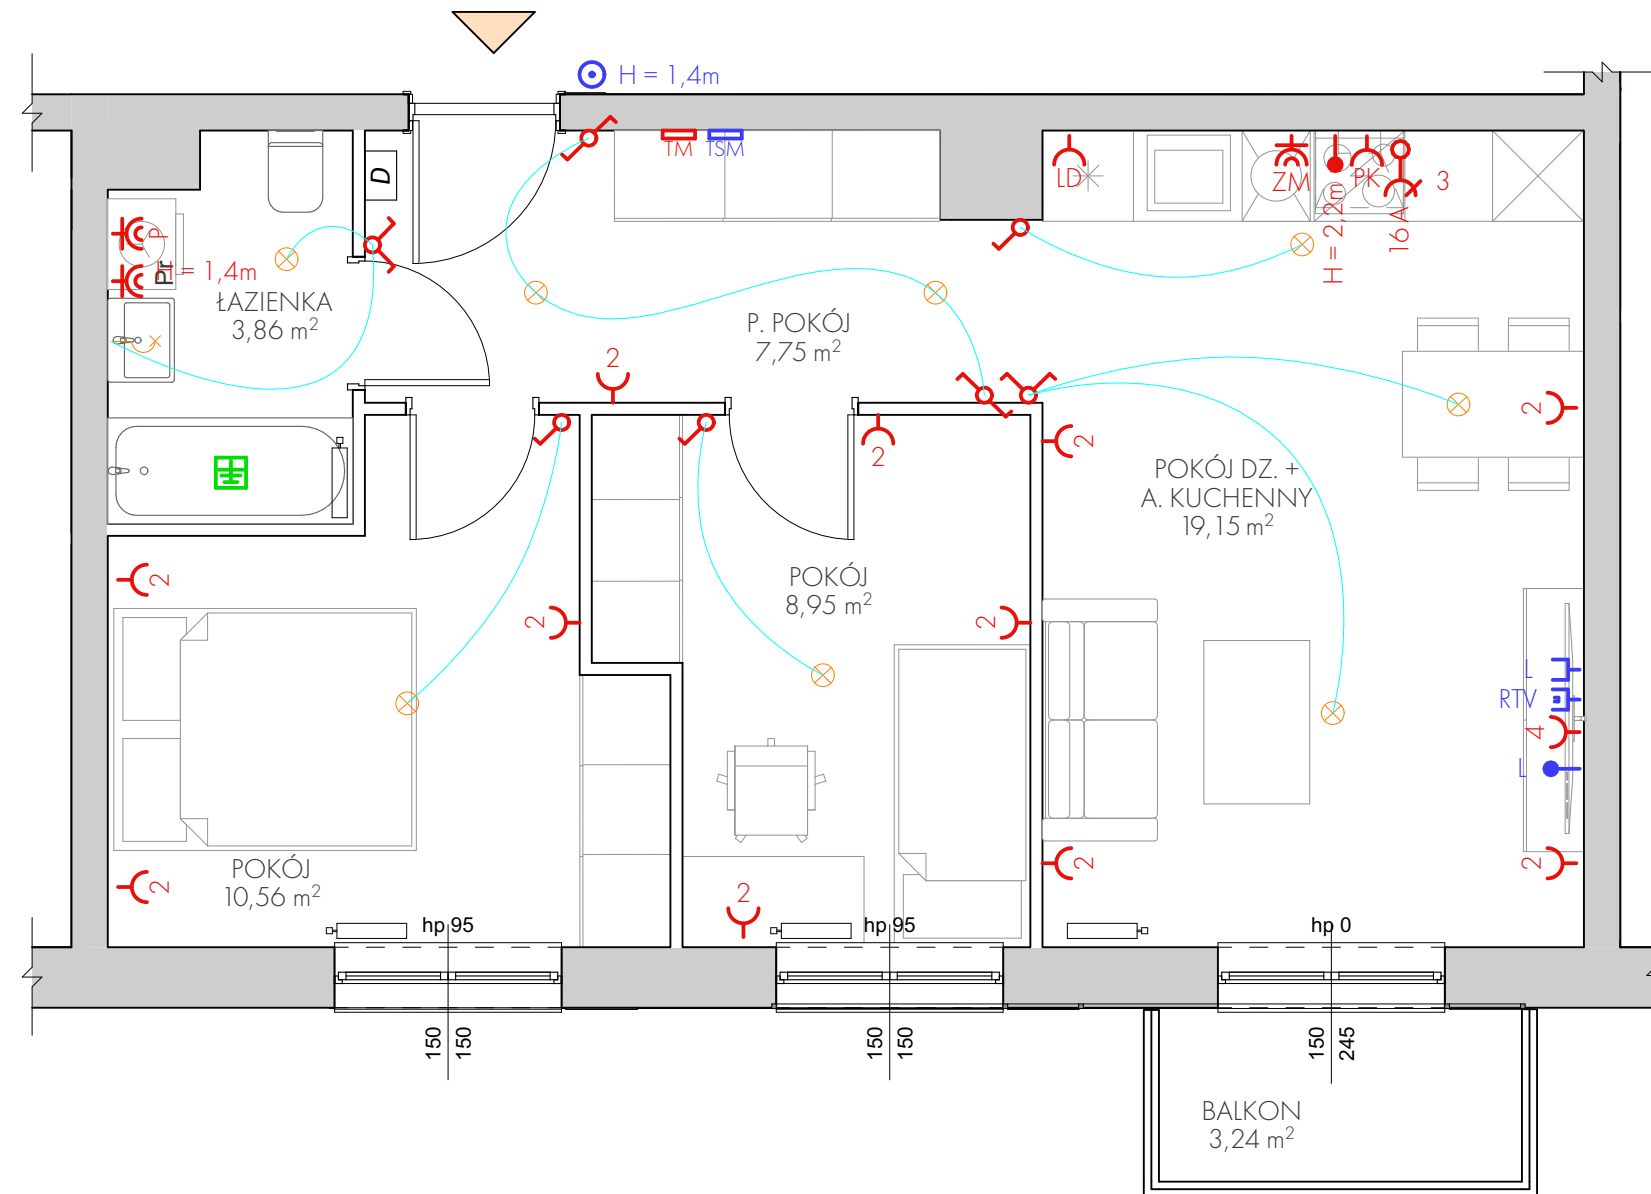 H = 1,4m
TM
TSM
D
LD
ZM
PK
3
H = 2,2m
16 A
P
Pr
H = 1,4m
ŁAZIENKA
3,86 m²
P. POKÓJ
7,75 m²
2
2
2
2
POKÓJ DZ. +
A. KUCHENNY
19,15 m²
2
POKÓJ
8,95 m²
2
2
L
RTV
4
L
POKÓJ
10,56 m²
2
2
2
2
hp 95
hp 95
hp 0
150
150
150
150
150
245
BALKON
3,24 m²